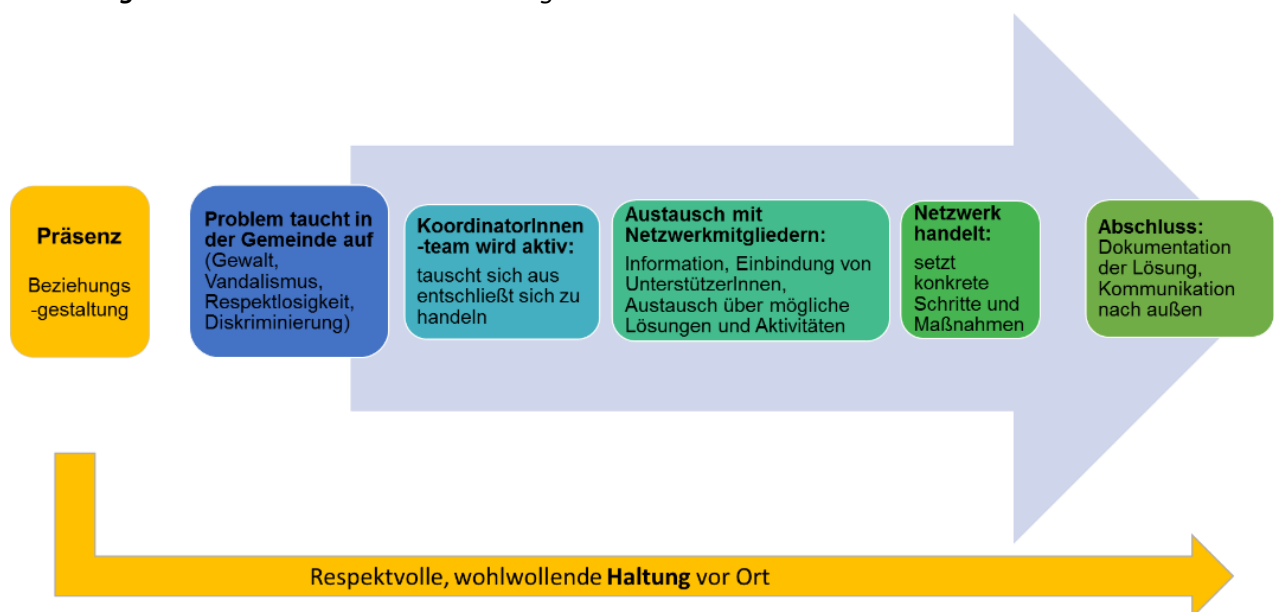 Präsenz
Beziehungs
-gestaltung
Problem taucht in
der Gemeinde auf
(Gewalt,
Vandalismus,
Respektlosigkeit,
Diskriminierung)
KoordinatorInnen
-team wird aktiv:
tauscht sich aus
entschließt sich zu
handeln
Austausch mit
Netzwerkmitgliedern:
Information, Einbindung von
UnterstützerInnen,
Austausch über mögliche
Lösungen und Aktivitäten
Netzwerk
handelt:
setzt
konkrete
Schritte und
Maßnahmen
Abschluss:
Dokumentation
der Lösung,
Kommunikation
nach außen
Respektvolle, wohlwollende Haltung vor Ort